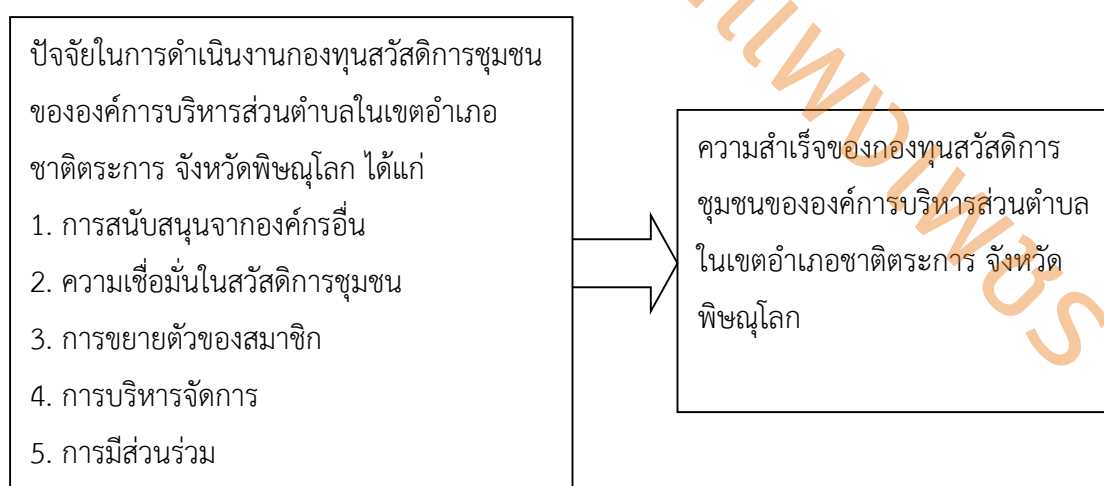 ปัจจัยในการดำเนินงานกองทุนสวัสดิการชุมชน
ขององค์การบริหารส่วนตำบลในเขตอำเภอ
ชาติตระการ จังหวัดพิษณุโลก ได้แก่
1. การสนับสนุนจากองค์กรอื่น
2. ความเชื่อมั่นในสวัสดิการชุมชน
3. การขยายตัวของสมาชิก
4. การบริหารจัดการ
5. การมีส่วนร่วม
ความสำเร็จของกองทุนสวัสดิการ
ชุมชนขององค์การบริหารส่วนตำบล
ในเขตอำเภอชาติตระการ จังหวัด
พิษณุโลก